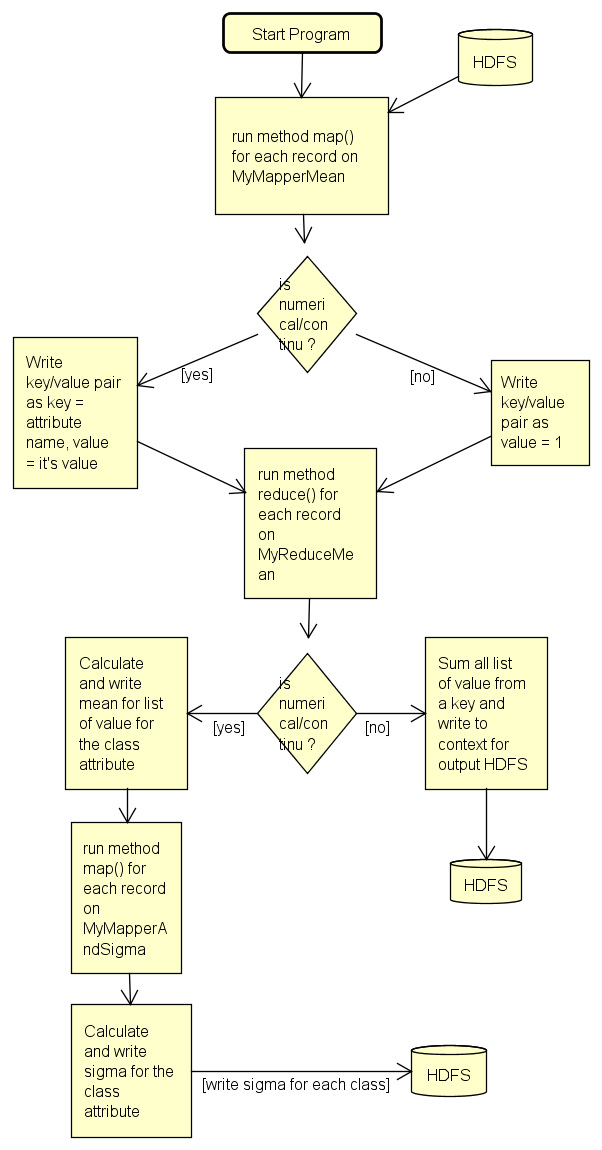 Start Program
HDFS
run method map()
for each record on
MyMapperMean
is
numeri
cal/con
tinu ?
[yes]
[no]
Write
key/value pair
as key =
attribute
name, value
= it's value
Write
key/value
pair as
value = 1
run method
reduce() for
each record
on
MyReduceMe
an
is
numeri
cal/con
tinu ?
[yes]
[no]
Calculate
and write
mean for list
of value for
the class
attribute
Sum all list
of value from
a key and
write to
context for
output HDFS
run method
map() for
each record
on
MyMapperA
ndSigma
HDFS
Calculate
and write
sigma for the
class
attribute
[write sigma for each class]
HDFS